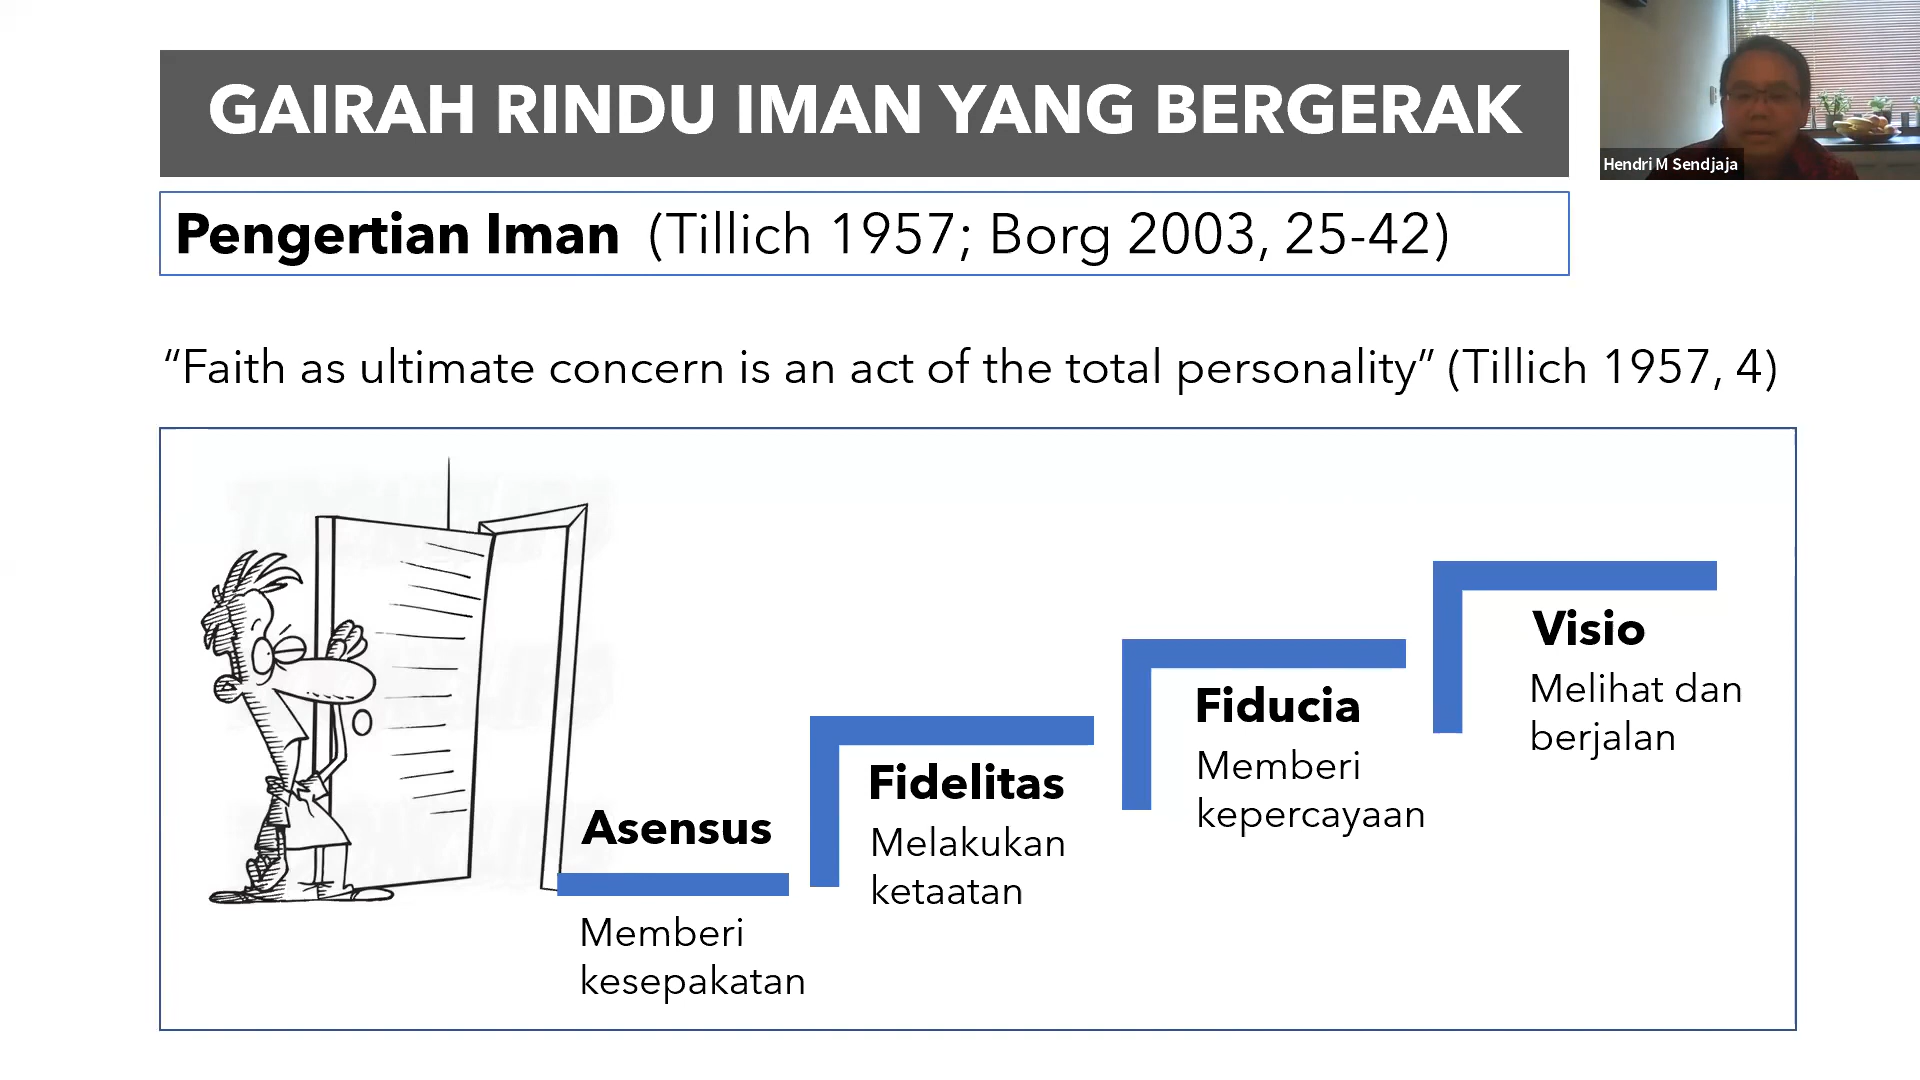 GAIRAH RINDU IMAN YANG BERGERAK
Hendri M Sendjaja
Pengertian Iman (Tillich 1957; Borg 2003, 25-42)
“Faith as ultimate concern is an act of the total personality” (Tillich 1957, 4)
Asensus
Memberi
kesepakatan
Fidelitas
Melakukan
ketaatan
Fiducia
Memberi
kepercayaan
Visio
Melihat dan
berjalan